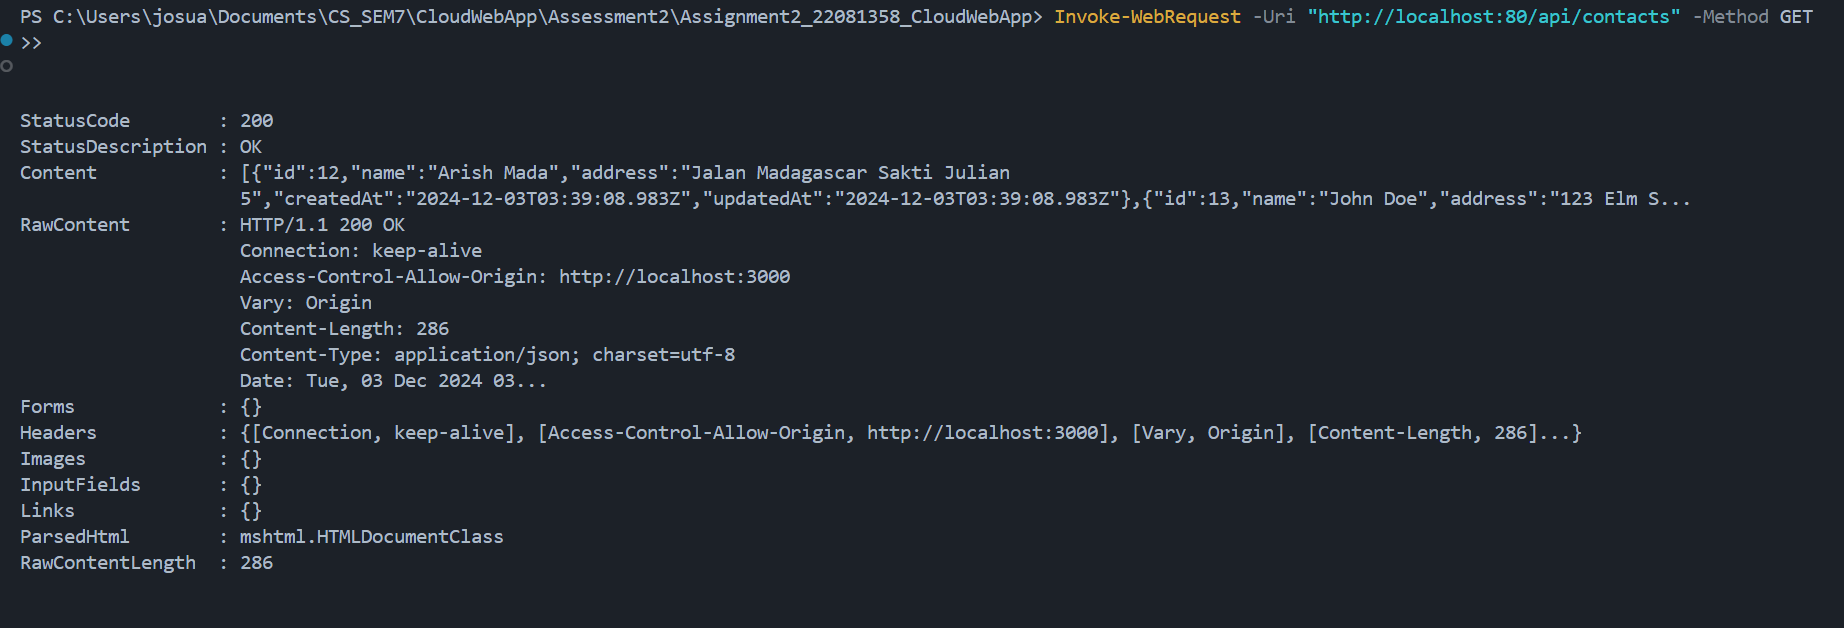 PS C:\Users\josua\Documents\CS_SEM7\CloudWebApp\Assessment2\Assignment2_22081358_CloudWebApp> Invoke-WebRequest -Uri "http://localhost:80/api/contacts" -Method GET
>>
StatusCode        : 200
StatusDescription : OK
Content           : [{"id":12,"name":"Arish Mada","address":"Jalan Madagascar Sakti Julian
                    5","createdAt":"2024-12-03T03:39:08.983Z","updatedAt":"2024-12-03T03:39:08.983Z"},{"id":13,"name":"John Doe","address":"123 Elm S...
RawContent        : HTTP/1.1 200 OK
                    Connection: keep-alive
                    Access-Control-Allow-Origin: http://localhost:3000
                    Vary: Origin
                    Content-Length: 286
                    Content-Type: application/json; charset=utf-8
                    Date: Tue, 03 Dec 2024 03...
Forms             : {}
Headers           : {[Connection, keep-alive], [Access-Control-Allow-Origin, http://localhost:3000], [Vary, Origin], [Content-Length, 286]...}
Images            : {}
InputFields       : {}
Links             : {}
ParsedHtml        : mshtml.HTMLDocumentClass
RawContentLength  : 286